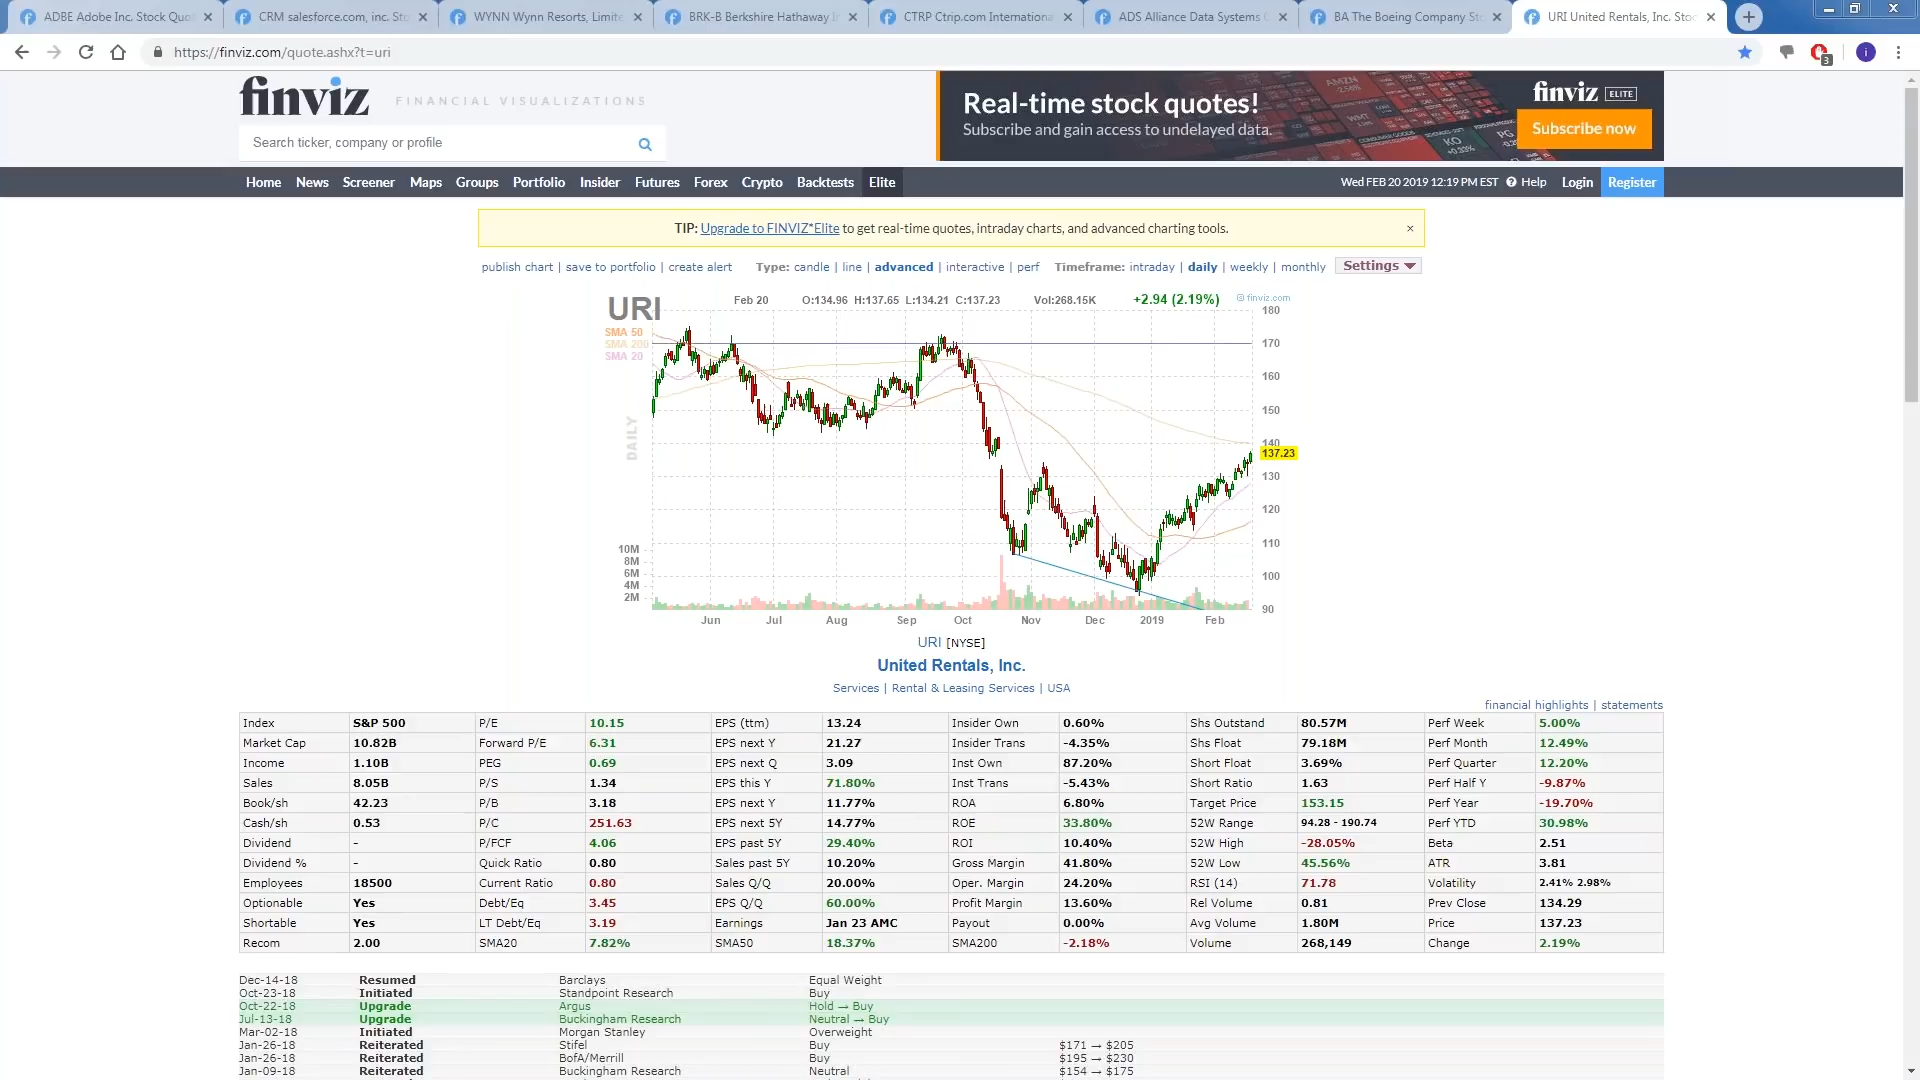 ADBE Adobe Inc. Stock Quo
CRM salesforce.com, inc. Sto
WYNN Wynn Resorts, Limite
BRK-B Berkshire Hathaway I
CTRP Ctrip.com Internationa
ADS Alliance Data Systems C
BA The Boeing Company St
URI United Rentals, Inc. Stoc
https://finviz.com/quote.ashx?t=uri
3
i
finviz FINANCIAL VISUALIZATIONS
Real-time stock quotes!
Subscribe and gain access to undelayed data.
finviz ELITE
Subscribe now
Search ticker, company or profile
Home News Screener Maps Groups Portfolio Insider Futures Forex Crypto Backtests Elite
Wed FEB 20 2019 12:19 PM EST Help Login Register
TIP: Upgrade to FINVIZ*Elite to get real-time quotes, intraday charts, and advanced charting tools. ×
publish chart | save to portfolio | create alert Type: candle | line | advanced | interactive | perf Timeframe: intraday | daily | weekly | monthly Settings
URI Feb 20 O:134.96 H:137.65 L:134.21 C:137.23 Vol:268.15K +2.94 (2.19%) © finviz.com
SMA 50
SMA 200
SMA 20
DAILY
180
170
160
150
140
137.23
130
120
110
100
90
10M
8M
6M
4M
2M
Jun Jul Aug Sep Oct Nov Dec 2019 Feb
URI [NYSE]
United Rentals, Inc.
Services | Rental & Leasing Services | USA
financial highlights | statements
Index S&P 500 P/E 10.15 EPS (ttm) 13.24 Insider Own 0.60% Shs Outstand 80.57M Perf Week 5.00%
Market Cap 10.82B Forward P/E 6.31 EPS next Y 21.27 Insider Trans -4.35% Shs Float 79.18M Perf Month 12.49%
Income 1.10B PEG 0.69 EPS next Q 3.09 Inst Own 87.20% Short Float 3.69% Perf Quarter 12.20%
Sales 8.05B P/S 1.34 EPS this Y 71.80% Inst Trans -5.43% Short Ratio 1.63 Perf Half Y -9.87%
Book/sh 42.23 P/B 3.18 EPS next Y 11.77% ROA 6.80% Target Price 153.15 Perf Year -19.70%
Cash/sh 0.53 P/C 251.63 EPS next 5Y 14.77% ROE 33.80% 52W Range 94.28 - 190.74 Perf YTD 30.98%
Dividend - P/FCF 4.06 EPS past 5Y 29.40% ROI 10.40% 52W High -28.05% Beta 2.51
Dividend % - Quick Ratio 0.80 Sales past 5Y 10.20% Gross Margin 41.80% 52W Low 45.56% ATR 3.81
Employees 18500 Current Ratio 0.80 Sales Q/Q 20.00% Oper. Margin 24.20% RSI (14) 71.78 Volatility 2.41% 2.98%
Optionable Yes Debt/Eq 3.45 EPS Q/Q 60.00% Profit Margin 13.60% Rel Volume 0.81 Prev Close 134.29
Shortable Yes LT Debt/Eq 3.19 Earnings Jan 23 AMC Payout 0.00% Avg Volume 1.80M Price 137.23
Recom 2.00 SMA20 7.82% SMA50 18.37% SMA200 -2.18% Volume 268,149 Change 2.19%
Dec-14-18 Resumed Barclays Equal Weight
Oct-23-18 Initiated Standpoint Research Buy
Oct-22-18 Upgrade Argus Hold → Buy
Jul-13-18 Upgrade Buckingham Research Neutral → Buy
Mar-02-18 Initiated Morgan Stanley Overweight
Jan-26-18 Reiterated Stifel Buy $171 → $205
Jan-26-18 Reiterated BofA/Merrill Buy $195 → $230
Jan-09-18 Reiterated Buckingham Research Neutral $154 → $175